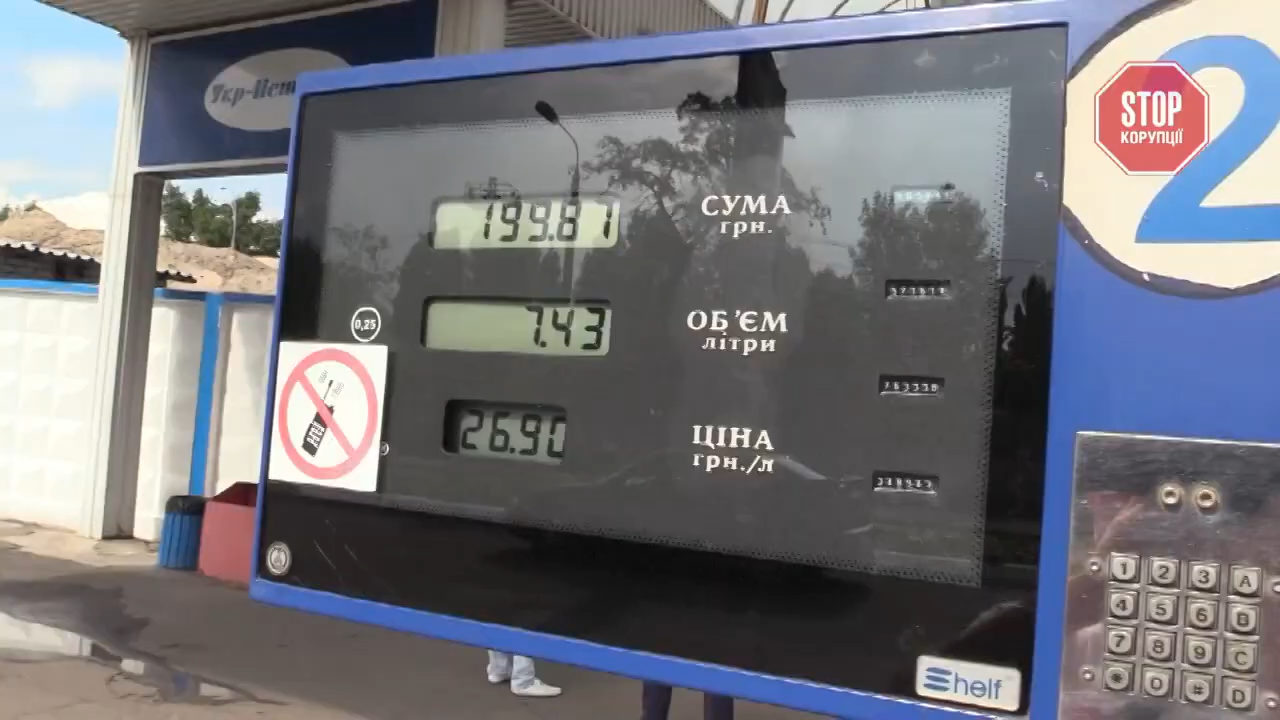 STOP
КОРУПЦІЇ
2
199.81
СУМА
грн.
0,25
7.43
ОБ'ЄМ
літри
26.90
ЦІНА
грн./л
Shelf
1 2 3 A
4 5 6 B
7 8 9 C
* 0 # D